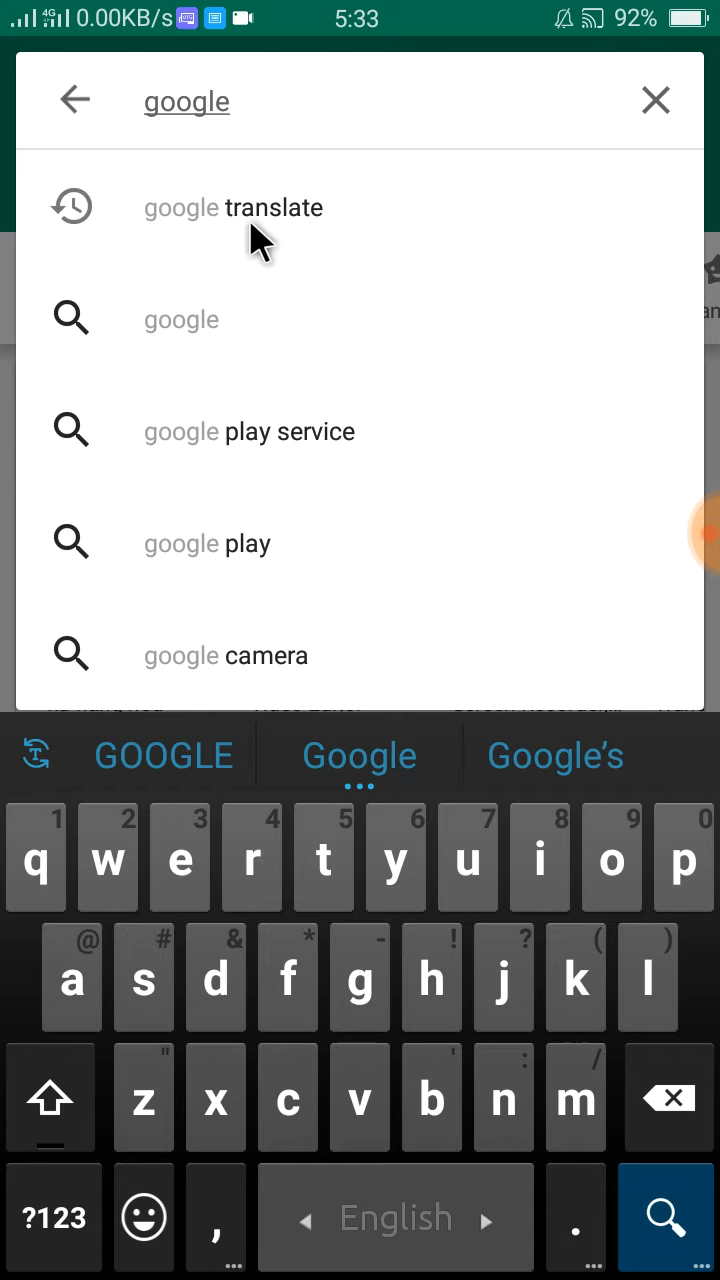 4G 0.00KB/s 5:33 92%
google
google translate
google
google play service
google play
google camera
GOOGLE Google Google's
1 2 3 4 5 6 7 8 9 0
q w e r t y u i o p
@ # & * - ! ? ( )
a s d f g h j k l
" ' : /
z x c v b n m
?123 , English .